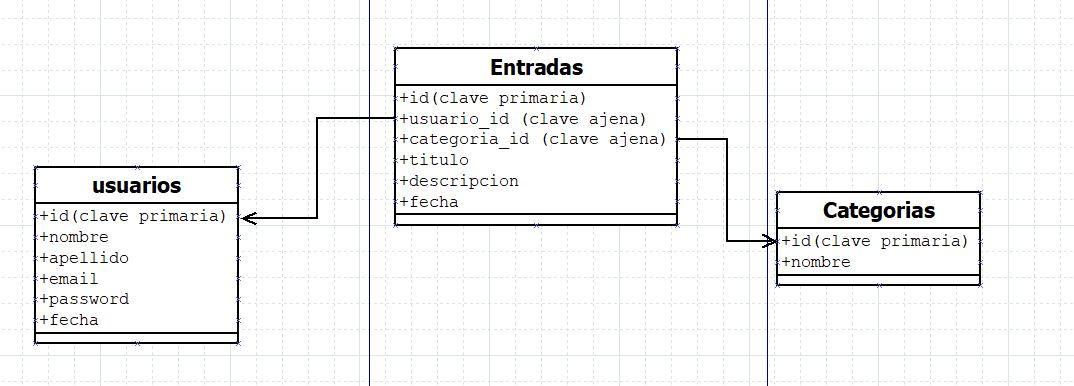 Entradas
+id(clave primaria)
+usuario_id (clave ajena)
+categoria_id (clave ajena)
+titulo
+descripcion
+fecha
usuarios
+id(clave primaria)
+nombre
+apellido
+email
+password
+fecha
Categorias
+id(clave primaria)
+nombre